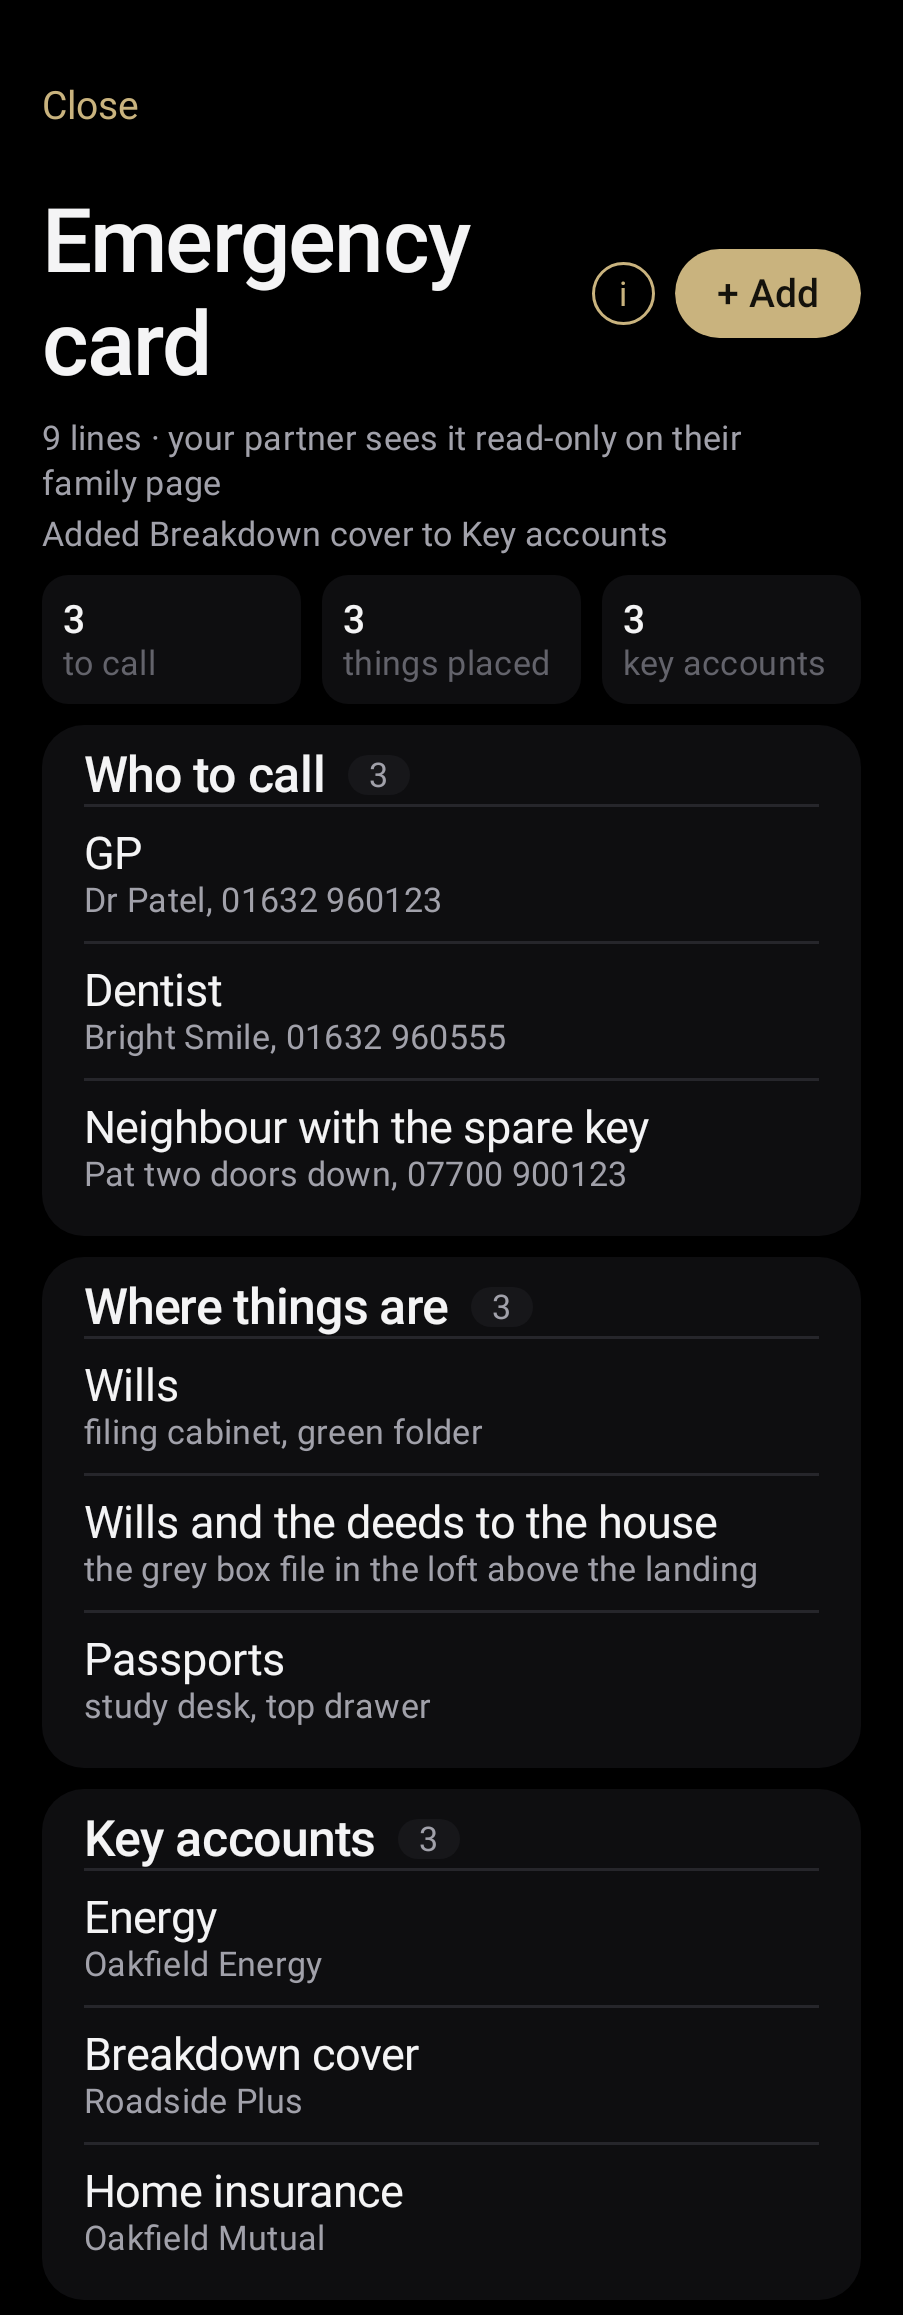 Close
Emergency
card
i
+ Add
9 lines · your partner sees it read-only on their
family page
Added Breakdown cover to Key accounts
3
to call
3
things placed
3
key accounts
Who to call 3
GP
Dr Patel, 01632 960123
Dentist
Bright Smile, 01632 960555
Neighbour with the spare key
Pat two doors down, 07700 900123
Where things are 3
Wills
filing cabinet, green folder
Wills and the deeds to the house
the grey box file in the loft above the landing
Passports
study desk, top drawer
Key accounts 3
Energy
Oakfield Energy
Breakdown cover
Roadside Plus
Home insurance
Oakfield Mutual